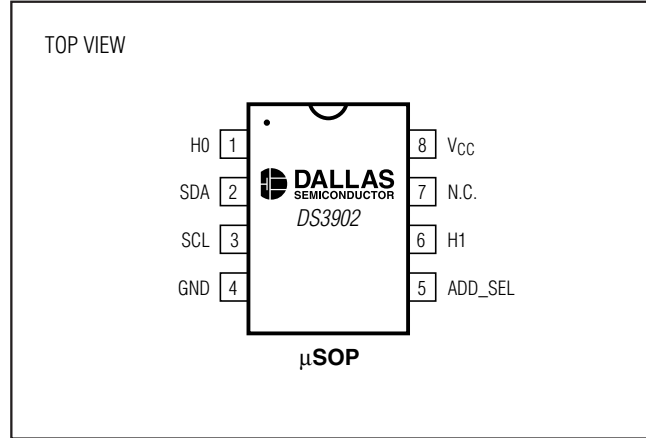 TOP VIEW
H0 1
SDA 2
SCL 3
GND 4
DALLAS
SEMICONDUCTOR
DS3902
8 VCC
7 N.C.
6 H1
5 ADD_SEL
μSOP